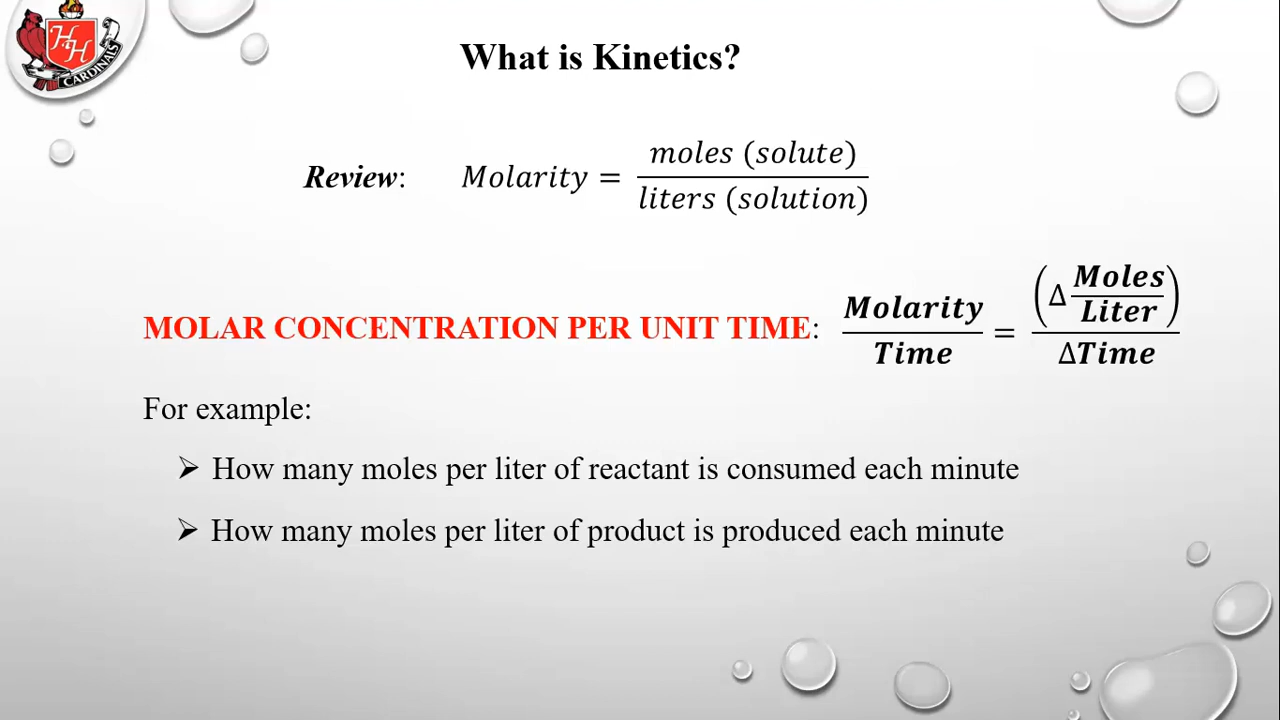 HH
CARDINALS
What is Kinetics?
Review: Molarity = moles (solute) / liters (solution)
MOLAR CONCENTRATION PER UNIT TIME: Molarity / Time = (Δ Moles / Liter) / ΔTime
For example:
➢ How many moles per liter of reactant is consumed each minute
➢ How many moles per liter of product is produced each minute